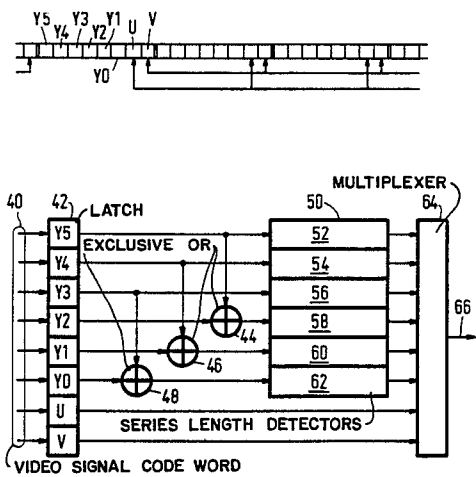 Y5 Y4 Y3 Y2 Y1 U V
Y0
MULTIPLEXER
40 42 LATCH 50 64
Y5 EXCLUSIVE OR 52
Y4 54
Y3 56 66
Y2 58
44
Y1 60
46
Y0 62
48
U SERIES LENGTH DETECTORS
V
VIDEO SIGNAL CODE WORD